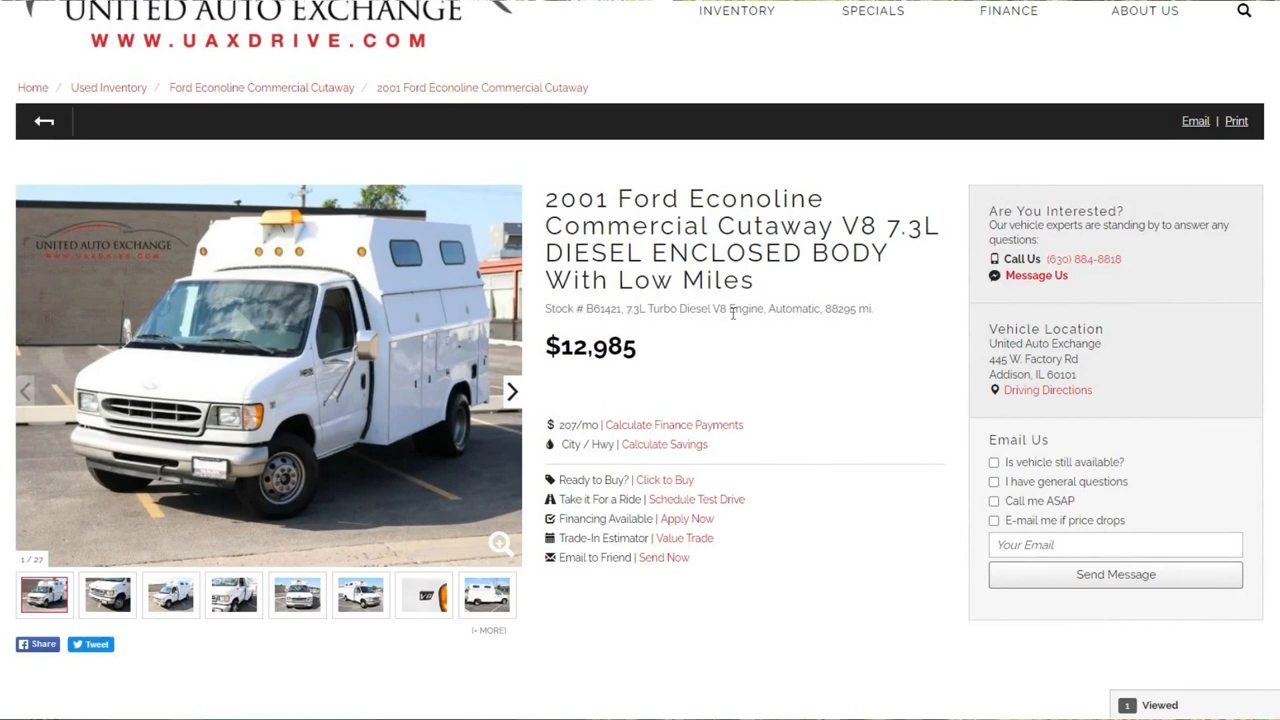 UNITED AUTO EXCHANGE
WWW.UAXDRIVE.COM
INVENTORY SPECIALS FINANCE ABOUT US
Home / Used Inventory / Ford Econoline Commercial Cutaway / 2001 Ford Econoline Commercial Cutaway
Email | Print
UNITED AUTO EXCHANGE
WWW.UAXDRIVE.COM
1 / 27
V8
[+ MORE]
Share
Tweet
2001 Ford Econoline
Commercial Cutaway V8 7.3L
DIESEL ENCLOSED BODY
With Low Miles
Stock # B61421, 7.3L Turbo Diesel V8 Engine, Automatic, 88295 mi.
$12,985
$ 207/mo | Calculate Finance Payments
City / Hwy | Calculate Savings
Ready to Buy? | Click to Buy
Take it For a Ride | Schedule Test Drive
Financing Available | Apply Now
Trade-In Estimator | Value Trade
Email to Friend | Send Now
Are You Interested?
Our vehicle experts are standing by to answer any
questions:
Call Us (630) 884-8818
Message Us
Vehicle Location
United Auto Exchange
445 W. Factory Rd
Addison, IL 60101
Driving Directions
Email Us
Is vehicle still available?
I have general questions
Call me ASAP
E-mail me if price drops
Your Email
Send Message
1 Viewed